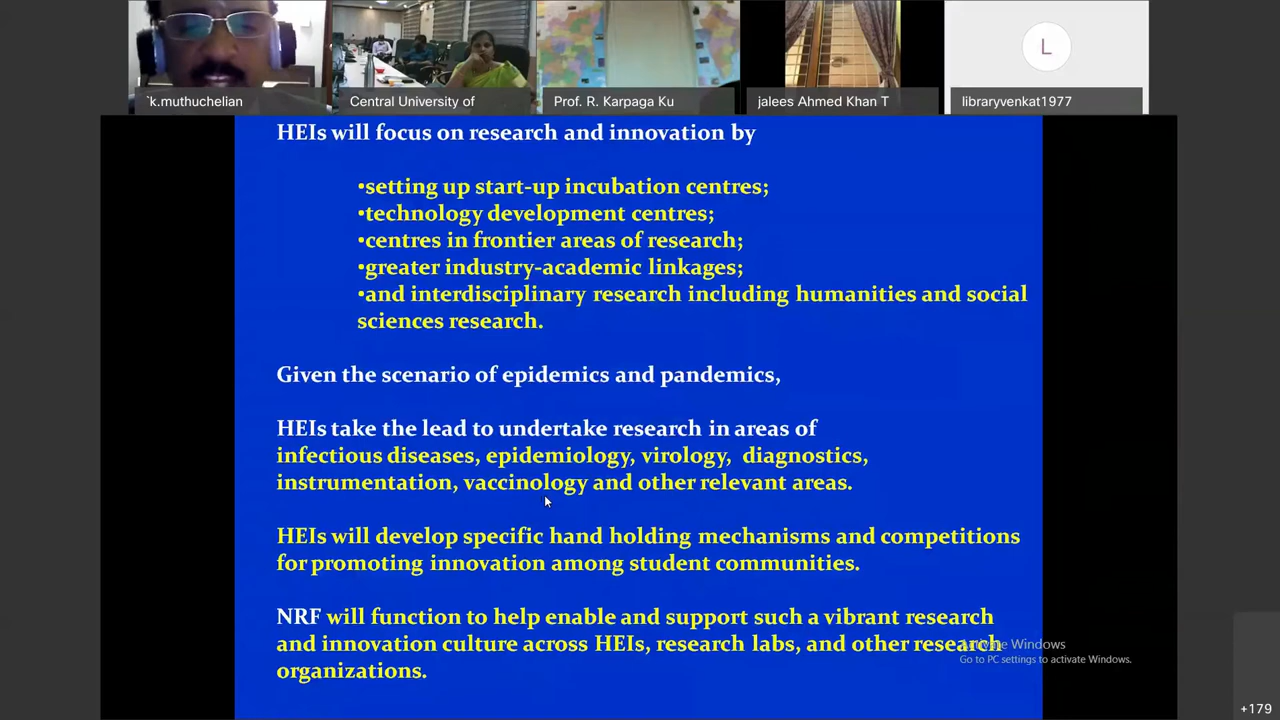 `k.muthuchelian
Central University of
Prof. R. Karpaga Ku
jalees Ahmed Khan T
L
libraryvenkat1977
HEIs will focus on research and innovation by
•setting up start-up incubation centres;
•technology development centres;
•centres in frontier areas of research;
•greater industry-academic linkages;
•and interdisciplinary research including humanities and social
sciences research.
Given the scenario of epidemics and pandemics,
HEIs take the lead to undertake research in areas of
infectious diseases, epidemiology, virology, diagnostics,
instrumentation, vaccinology and other relevant areas.
HEIs will develop specific hand holding mechanisms and competitions
for promoting innovation among student communities.
NRF will function to help enable and support such a vibrant research
and innovation culture across HEIs, research labs, and other research
organizations.
Activate Windows
Go to PC settings to activate Windows.
+179